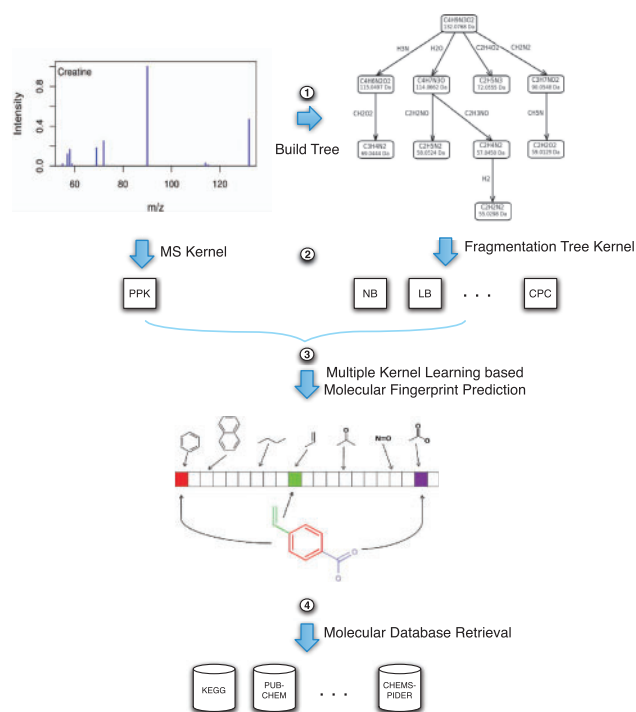 Creatine
Intensity
0.0
0.4
0.8
60
80
100
120
m/z
1
Build Tree
C4H9N3O2
132.0768 Da
H3N
H2O
C2H4O2
CH2N2
C4H6N2O2
C4H7N3O
C2H5N3
C3H7NO2
CH2O2
C2H2NO
C2H3NO
CH5N
C3H4N2
C2H5N2
C2H4N2
C2H2O2
H2
C2H2N2
MS Kernel
2
Fragmentation Tree Kernel
PPK
NB
LB
. . .
CPC
3
Multiple Kernel Learning based
Molecular Fingerprint Prediction
O
N=O
O
O
O
O
4
Molecular Database Retrieval
KEGG
PUB-
CHEM
. . .
CHEMS-
PIDER